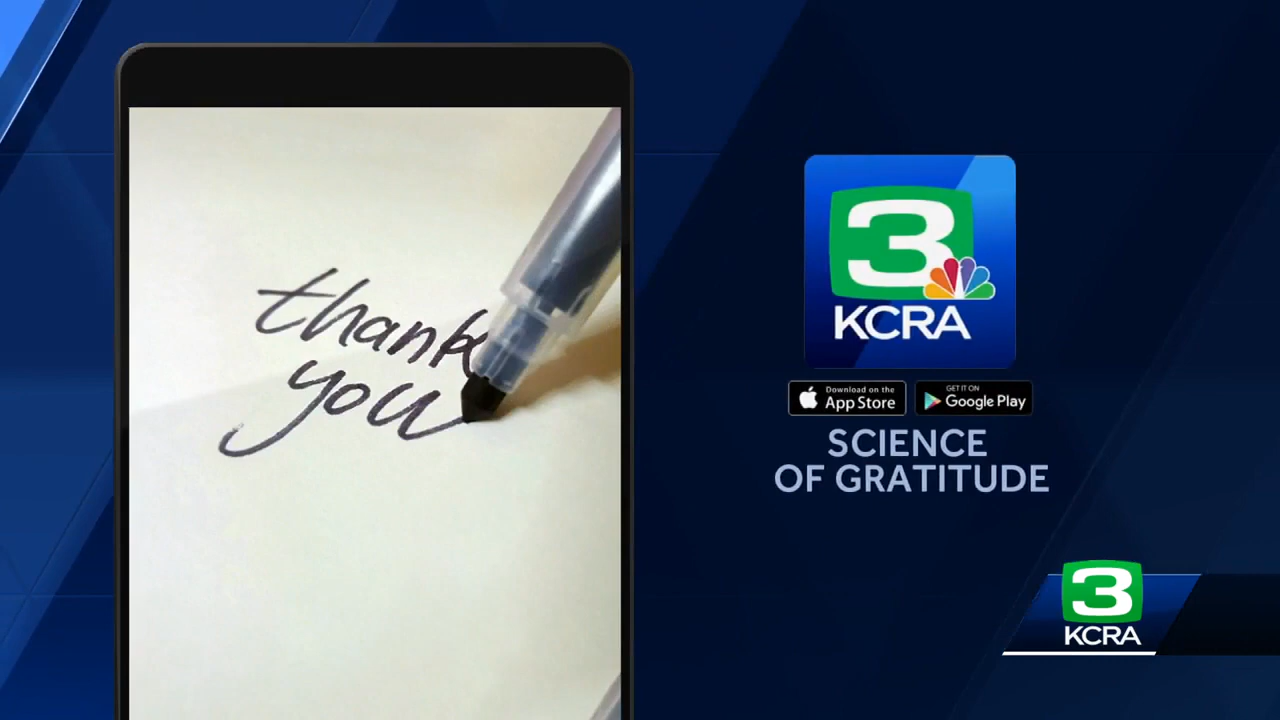 thank
you
3
KCRA
Download on the
App Store
GET IT ON
Google Play
SCIENCE
OF GRATITUDE
3
KCRA